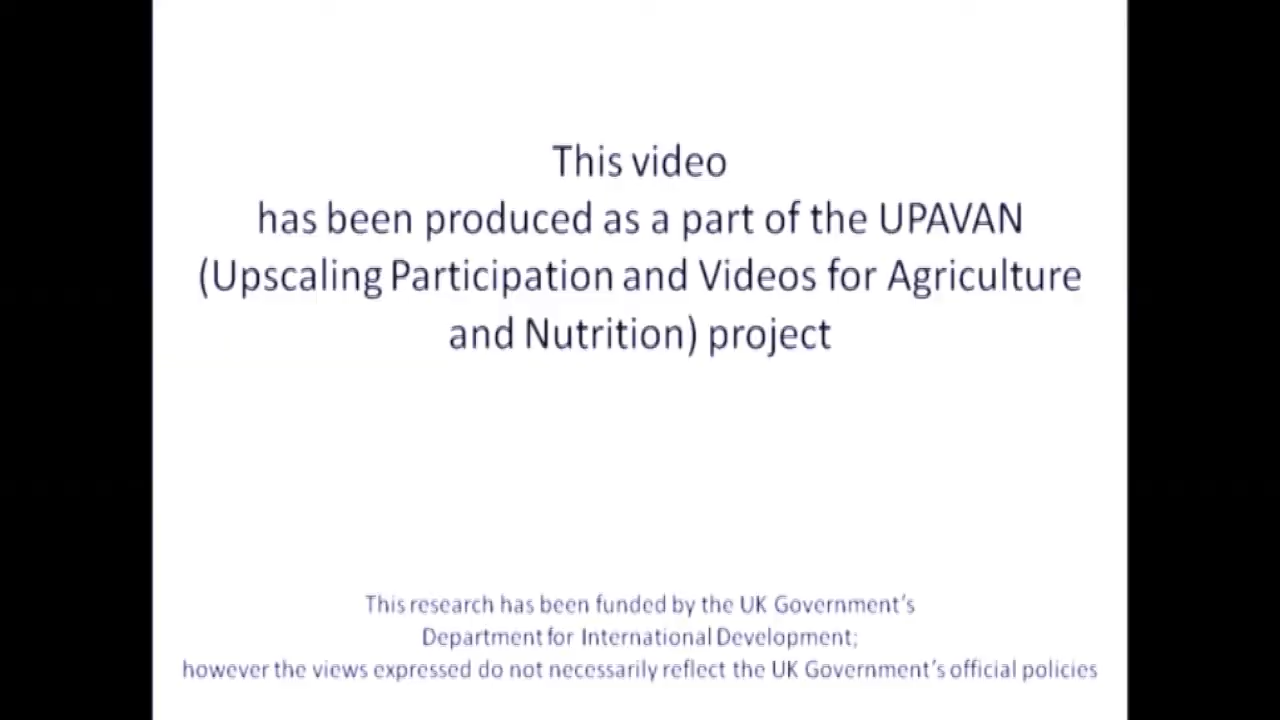 This video
has been produced as a part of the UPAVAN
(Upscaling Participation and Videos for Agriculture
and Nutrition) project
This research has been funded by the UK Government's
Department for International Development;
however the views expressed do not necessarily reflect the UK Government's official policies